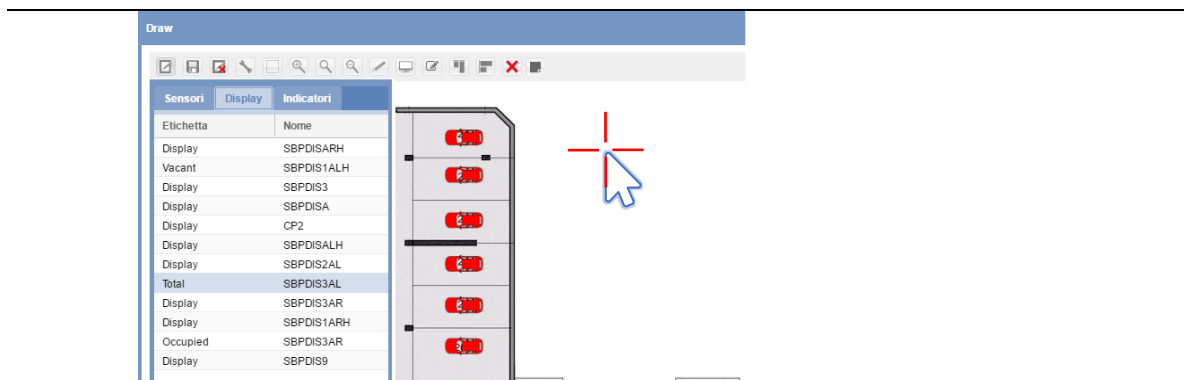 Draw
Sensori Display Indicatori
Etichetta Nome
Display SBPDISARH
Vacant SBPDIS1ALH
Display SBPDIS3
Display SBPDISA
Display CP2
Display SBPDISALH
Display SBPDIS2AL
Total SBPDIS3AL
Display SBPDIS3AR
Display SBPDIS1ARH
Occupied SBPDIS3AR
Display SBPDIS9